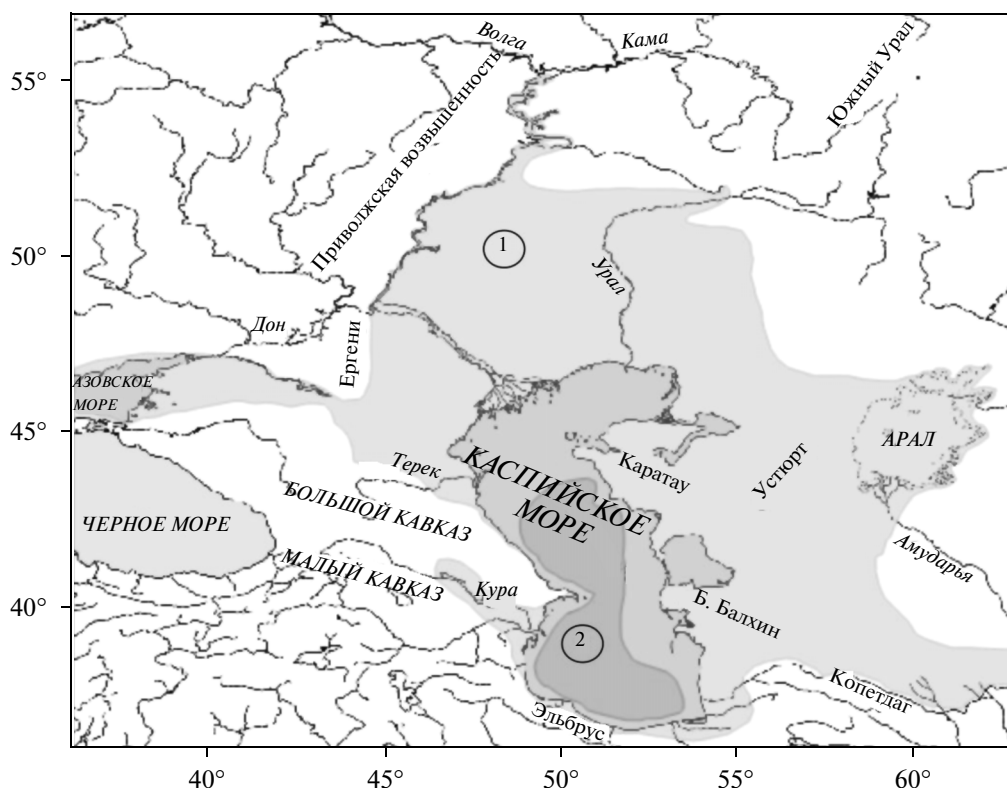 Волга
Кама
Южный Урал
55°
Приволжская возвышенность
1
50°
Урал
Дон
Ергени
АЗОВСКОЕ
МОРЕ
45°
АРАЛ
Терек
КАСПИЙСКОЕ
МОРЕ
Каратау
Устюрт
БОЛЬШОЙ КАВКАЗ
ЧЕРНОЕ МОРЕ
Амударья
МАЛЫЙ КАВКАЗ
Кура
40°
Б. Балхин
2
Копетдаг
Эльбрус
40°
45°
50°
55°
60°